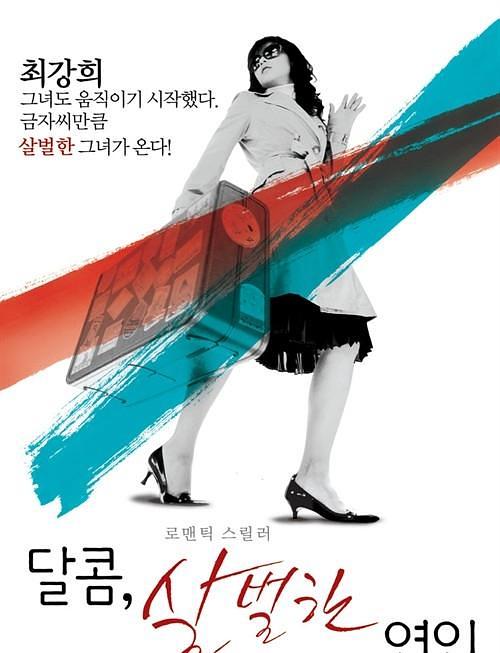 최강희
그녀도 움직이기 시작했다.
금자씨만큼
살벌한 그녀가 온다!
로맨틱 스릴러
달콤, 살벌한 연인